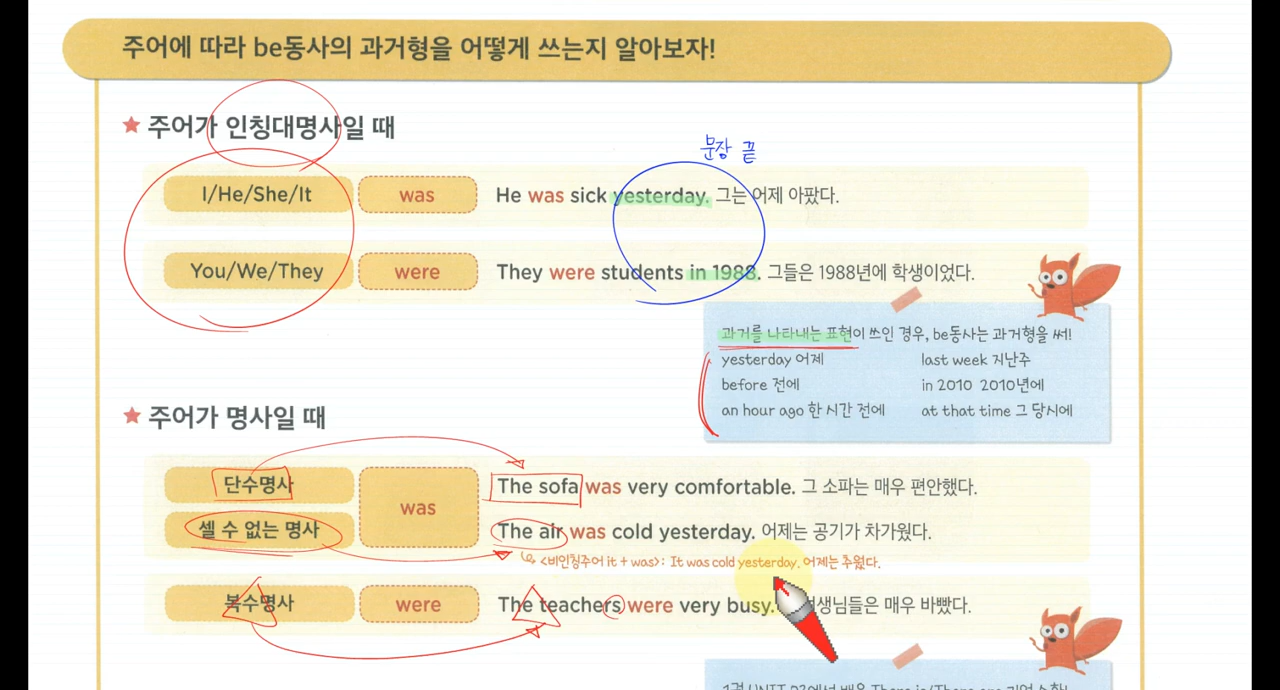 주어에 따라 be동사의 과거형을 어떻게 쓰는지 알아보자!
주어가 인칭대명사일 때
문장 끝
I/He/She/It was He was sick yesterday. 그는 어제 아팠다.
You/We/They were They were students in 1988. 그들은 1988년에 학생이었다.
과거를 나타내는 표현이 쓰인 경우, be동사는 과거형을 써!
yesterday 어제 last week 지난주
before 전에 in 2010 2010년에
an hour ago 한 시간 전에 at that time 그 당시에
주어가 명사일 때
단수명사 was The sofa was very comfortable. 그 소파는 매우 편안했다.
셀 수 없는 명사 The air was cold yesterday. 어제는 공기가 차가웠다.
<비인칭주어 it + was>: It was cold yesterday. 어제는 추웠다.
복수명사 were The teachers were very busy. 선생님들은 매우 바빴다.